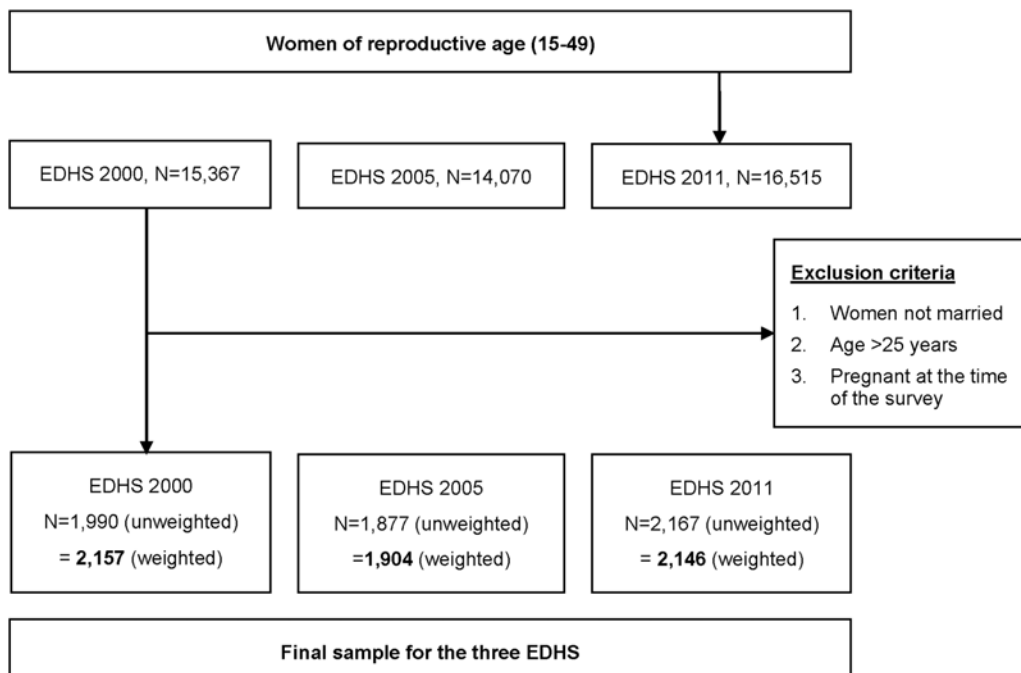 Women of reproductive age (15-49)
EDHS 2000, N=15,367
EDHS 2005, N=14,070
EDHS 2011, N=16,515
Exclusion criteria
1. Women not married
2. Age >25 years
3. Pregnant at the time
of the survey
EDHS 2000
N=1,990 (unweighted)
= 2,157 (weighted)
EDHS 2005
N=1,877 (unweighted)
=1,904 (weighted)
EDHS 2011
N=2,167 (unweighted)
= 2,146 (weighted)
Final sample for the three EDHS